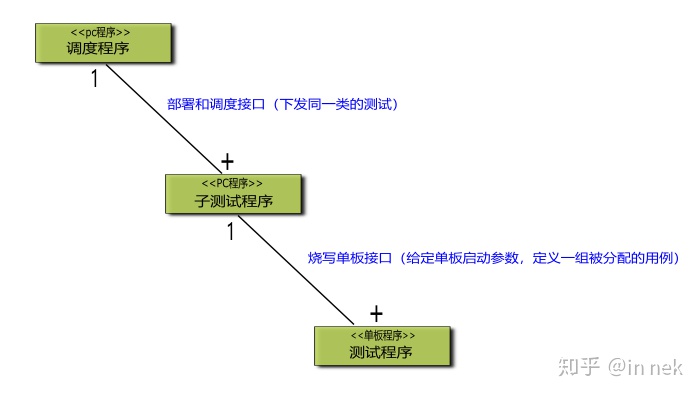 <<pc程序>>
调度程序
1
部署和调度接口（下发同一类的测试）
+
<<PC程序>>
子测试程序
1
烧写单板接口（给定单板启动参数，定义一组被分配的用例）
+
<<单板程序>>
测试程序
知乎 @in nek